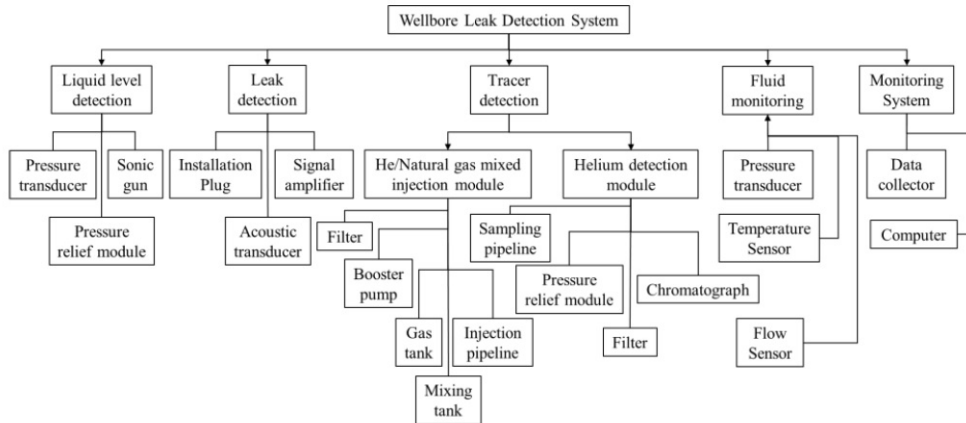 Wellbore Leak Detection System
Liquid level
detection
Leak
detection
Tracer
detection
Fluid
monitoring
Monitoring
System
Pressure
transducer
Sonic
gun
Installation
Plug
Signal
amplifier
He/Natural gas mixed
injection module
Helium detection
module
Pressure
transducer
Data
collector
Pressure
relief module
Acoustic
transducer
Filter
Sampling
pipeline
Temperature
Sensor
Computer
Booster
pump
Pressure
relief module
Chromatograph
Gas
tank
Injection
pipeline
Filter
Flow
Sensor
Mixing
tank